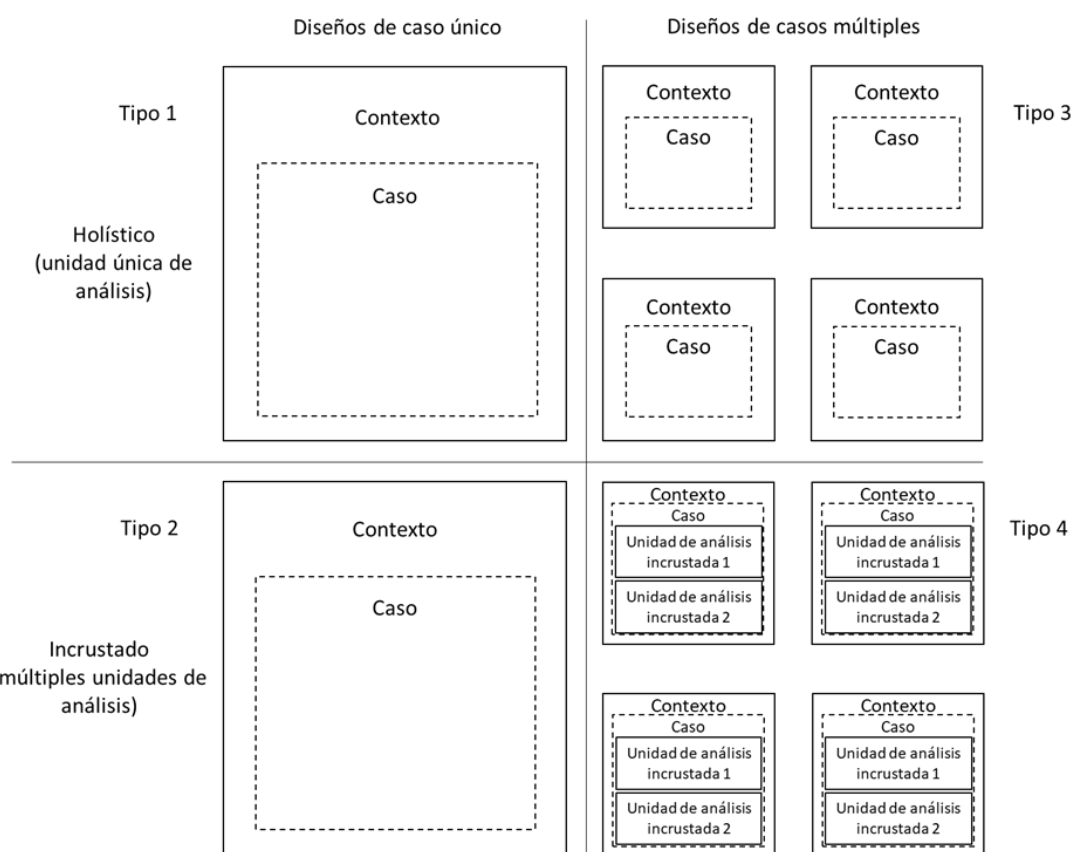 Diseños de caso único
Diseños de casos múltiples
Tipo 1
Holístico
(unidad única de
análisis)
Contexto
Caso
Contexto
Caso
Contexto
Caso
Contexto
Caso
Contexto
Caso
Tipo 3
Tipo 2
Incrustado
múltiples unidades de
análisis)
Contexto
Caso
Contexto
Caso
Unidad de análisis
incrustada 1
Unidad de análisis
incrustada 2
Contexto
Caso
Unidad de análisis
incrustada 1
Unidad de análisis
incrustada 2
Tipo 4
Contexto
Caso
Unidad de análisis
incrustada 1
Unidad de análisis
incrustada 2
Contexto
Caso
Unidad de análisis
incrustada 1
Unidad de análisis
incrustada 2